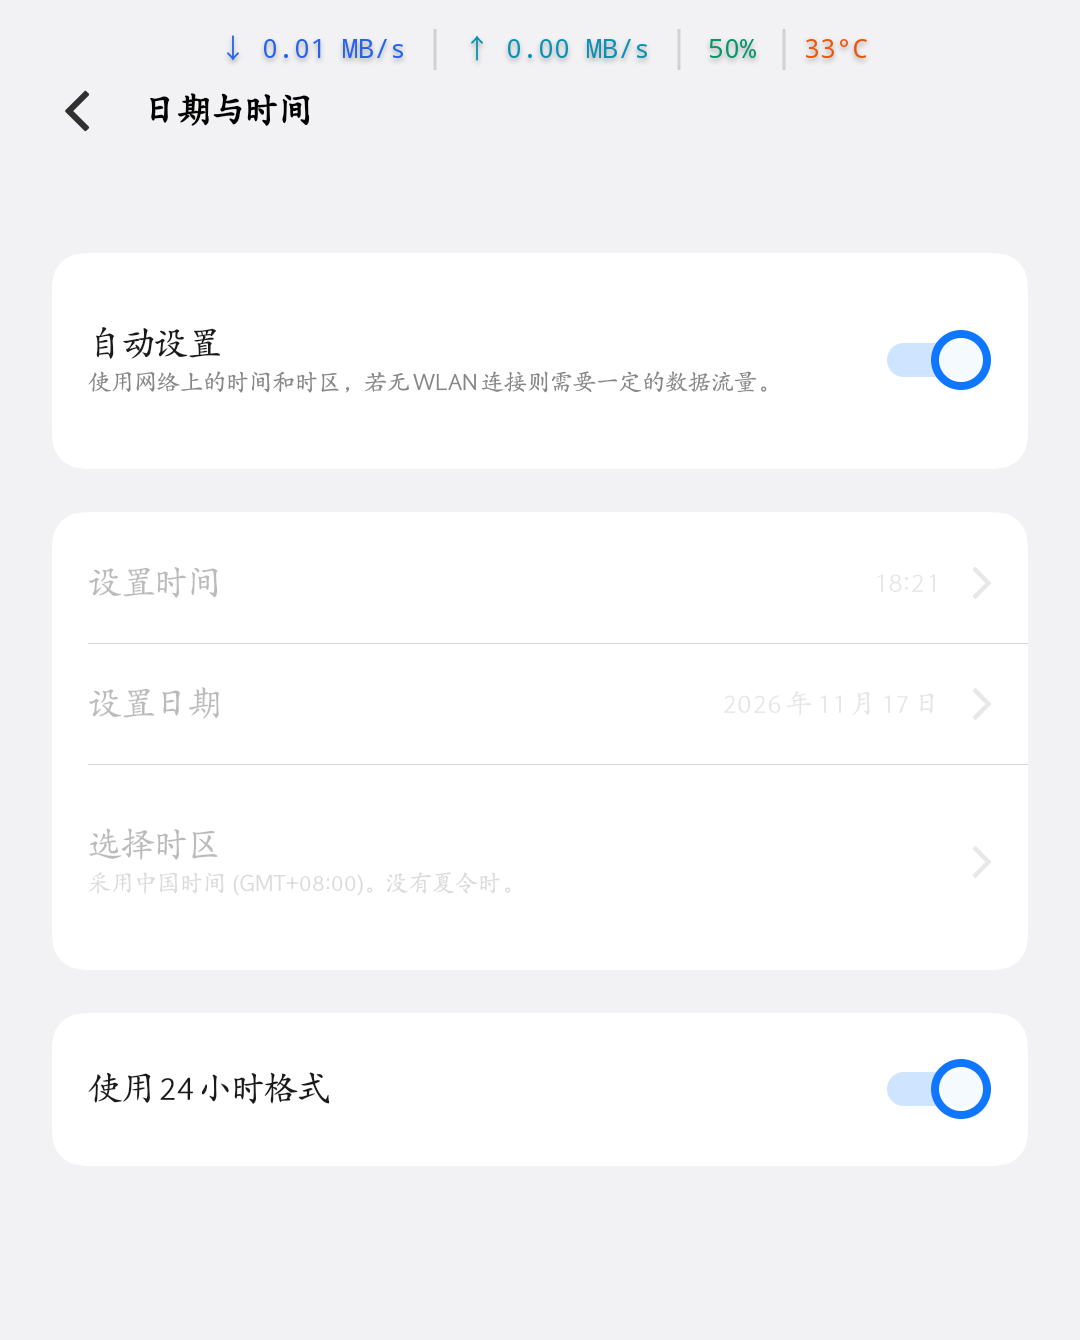 ↓ 0.01 MB/s | ↑ 0.00 MB/s | 50% | 33°C
日期与时间
自动设置
使用网络上的时间和时区，若无WLAN连接则需要一定的数据流量。
设置时间 18:21
设置日期 2026年11月17日
选择时区
采用中国时间 (GMT+08:00)。没有夏令时。
使用24小时格式